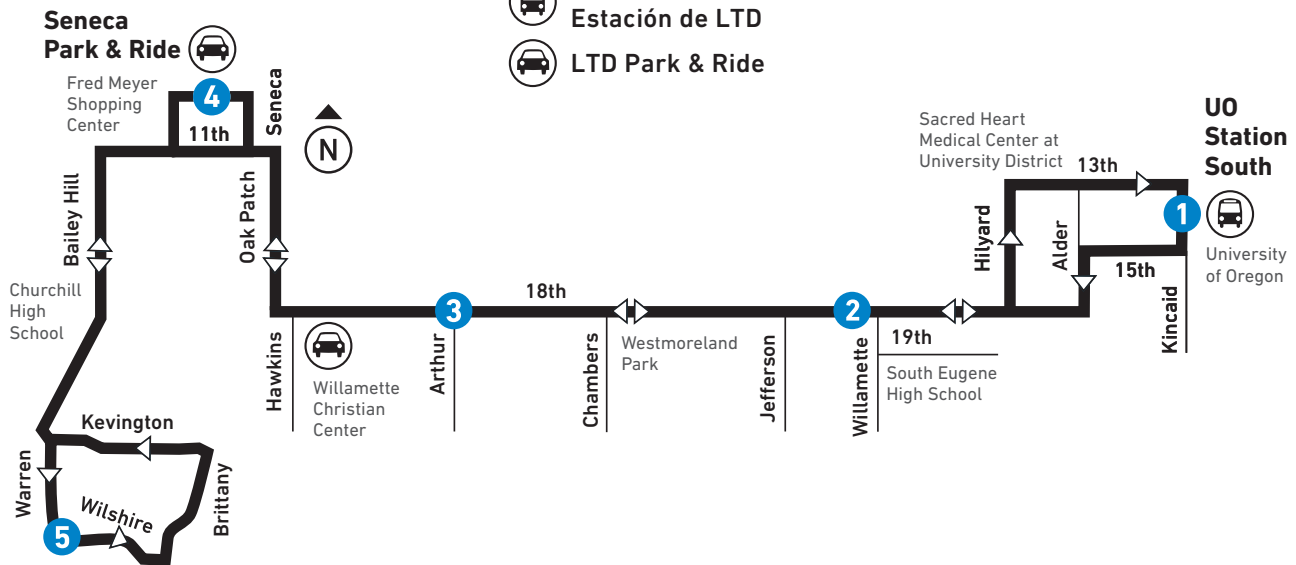 Estación de LTD
LTD Park & Ride
Seneca
Park & Ride
Fred Meyer
Shopping
Center
4
11th
Seneca
N
Bailey Hill
Oak Patch
Churchill
High
School
Kevington
Warren
Wilshire
Brittany
5
Hawkins
Willamette
Christian
Center
Arthur
3
18th
Chambers
Westmoreland
Park
Jefferson
2
Willamette
19th
South Eugene
High School
Sacred Heart
Medical Center at
University District
13th
Hilyard
Alder
15th
Kincaid
1
UO
Station
South
University
of Oregon